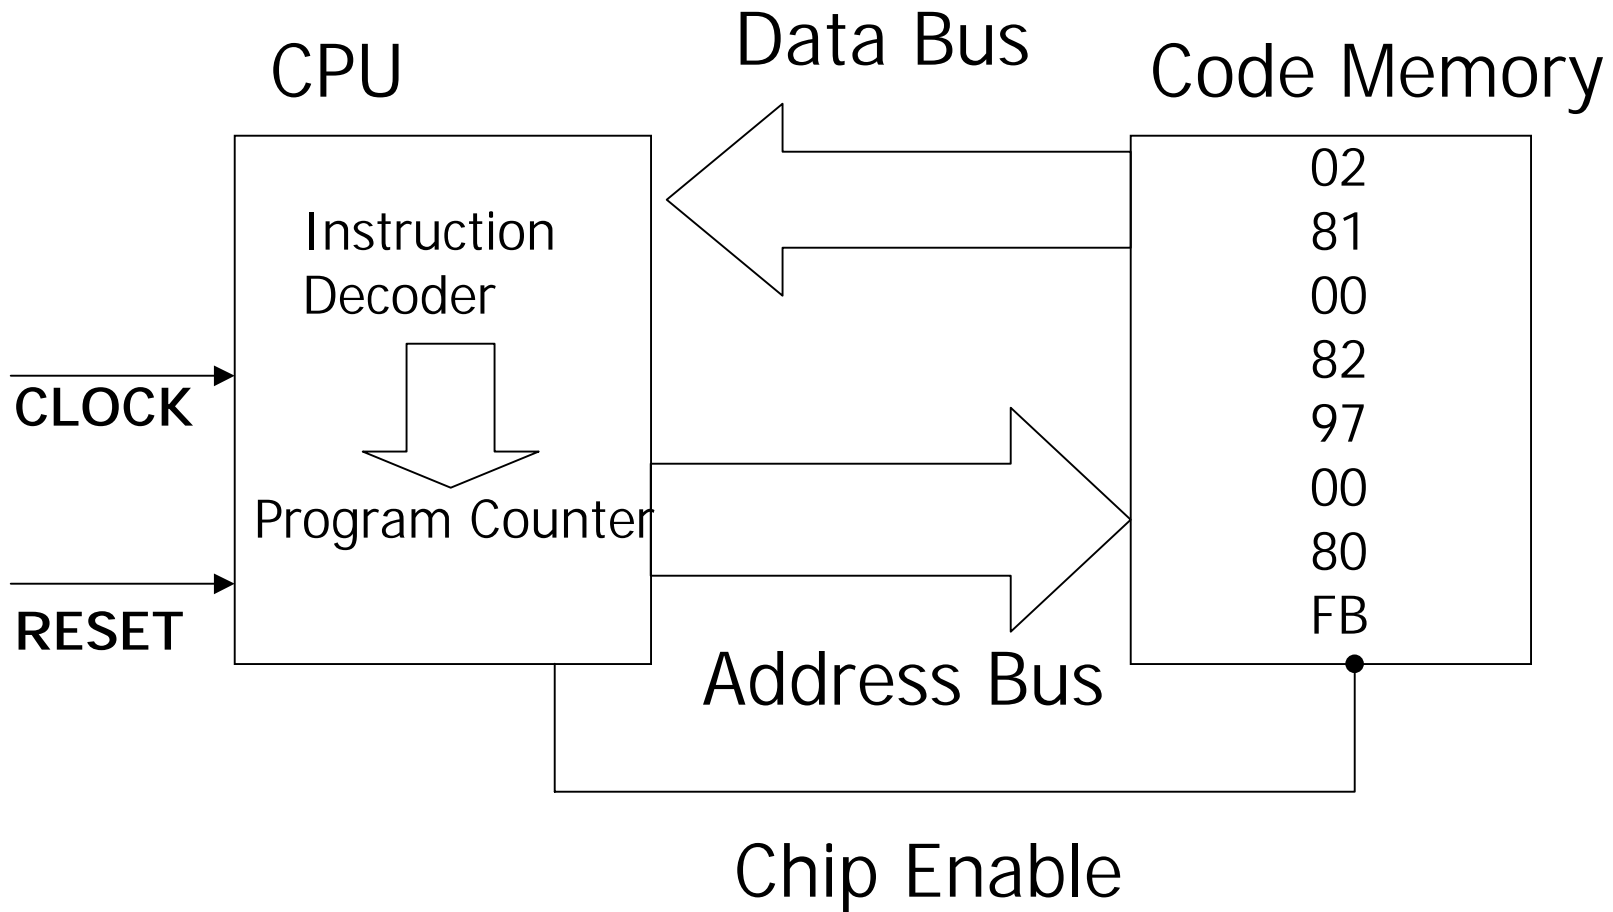 CPU
Data Bus
Code Memory
Instruction
Decoder
Program Counter
CLOCK
RESET
02
81
00
82
97
00
80
FB
Address Bus
Chip Enable